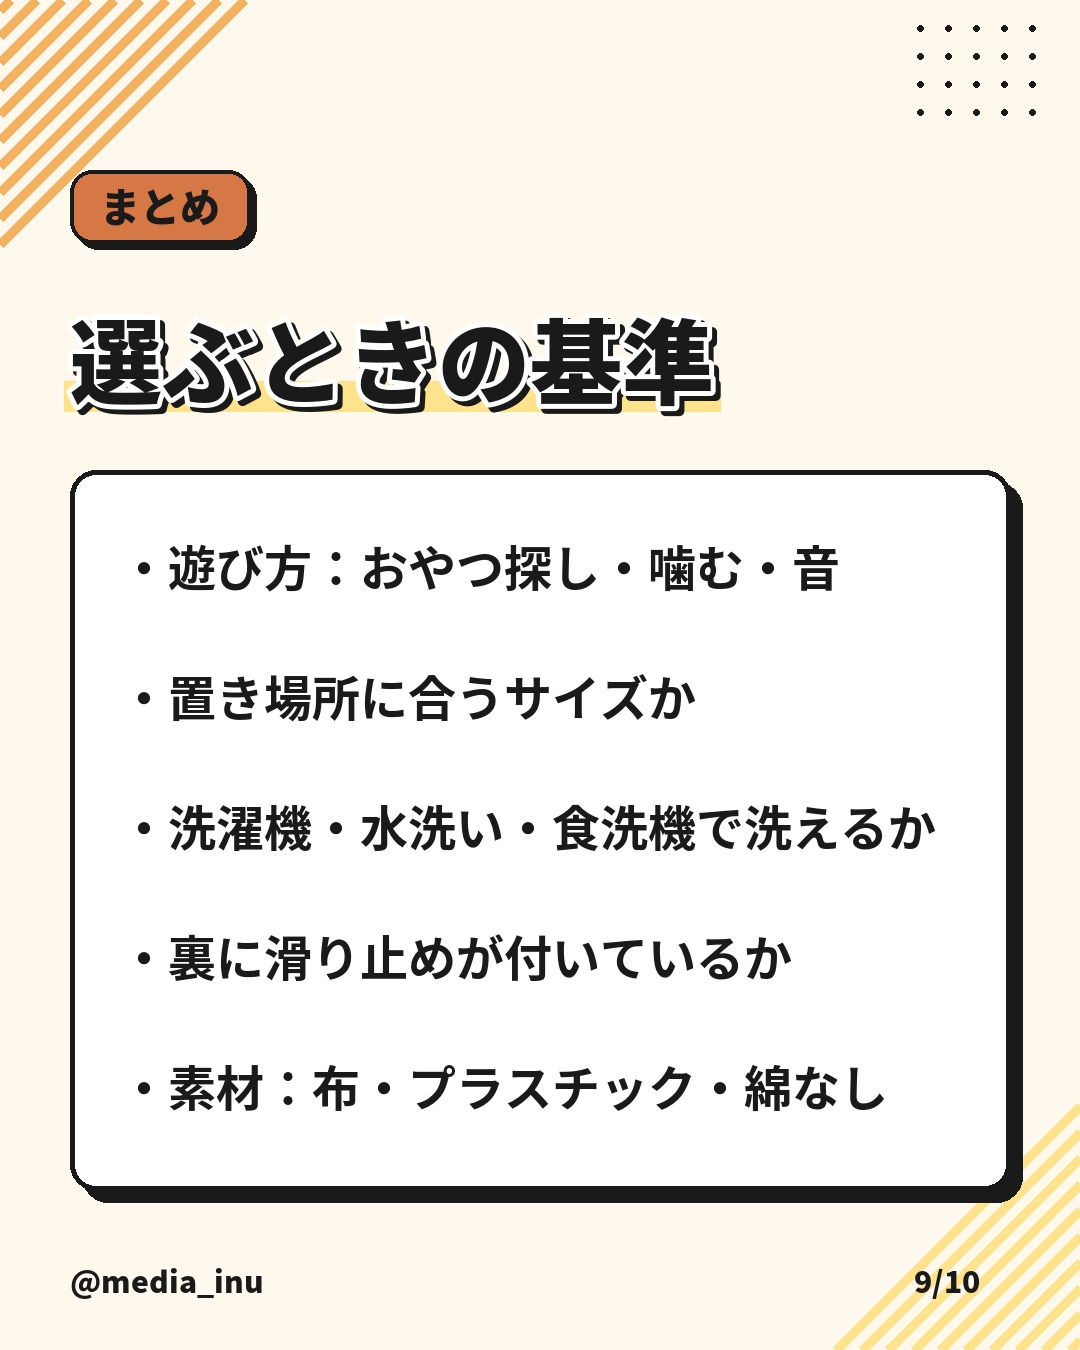 まとめ
選ぶときの基準
・遊び方：おやつ探し・噛む・音
・置き場所に合うサイズか
・洗濯機・水洗い・食洗機で洗えるか
・裏に滑り止めが付いているか
・素材：布・プラスチック・綿なし
@media_inu
9/10